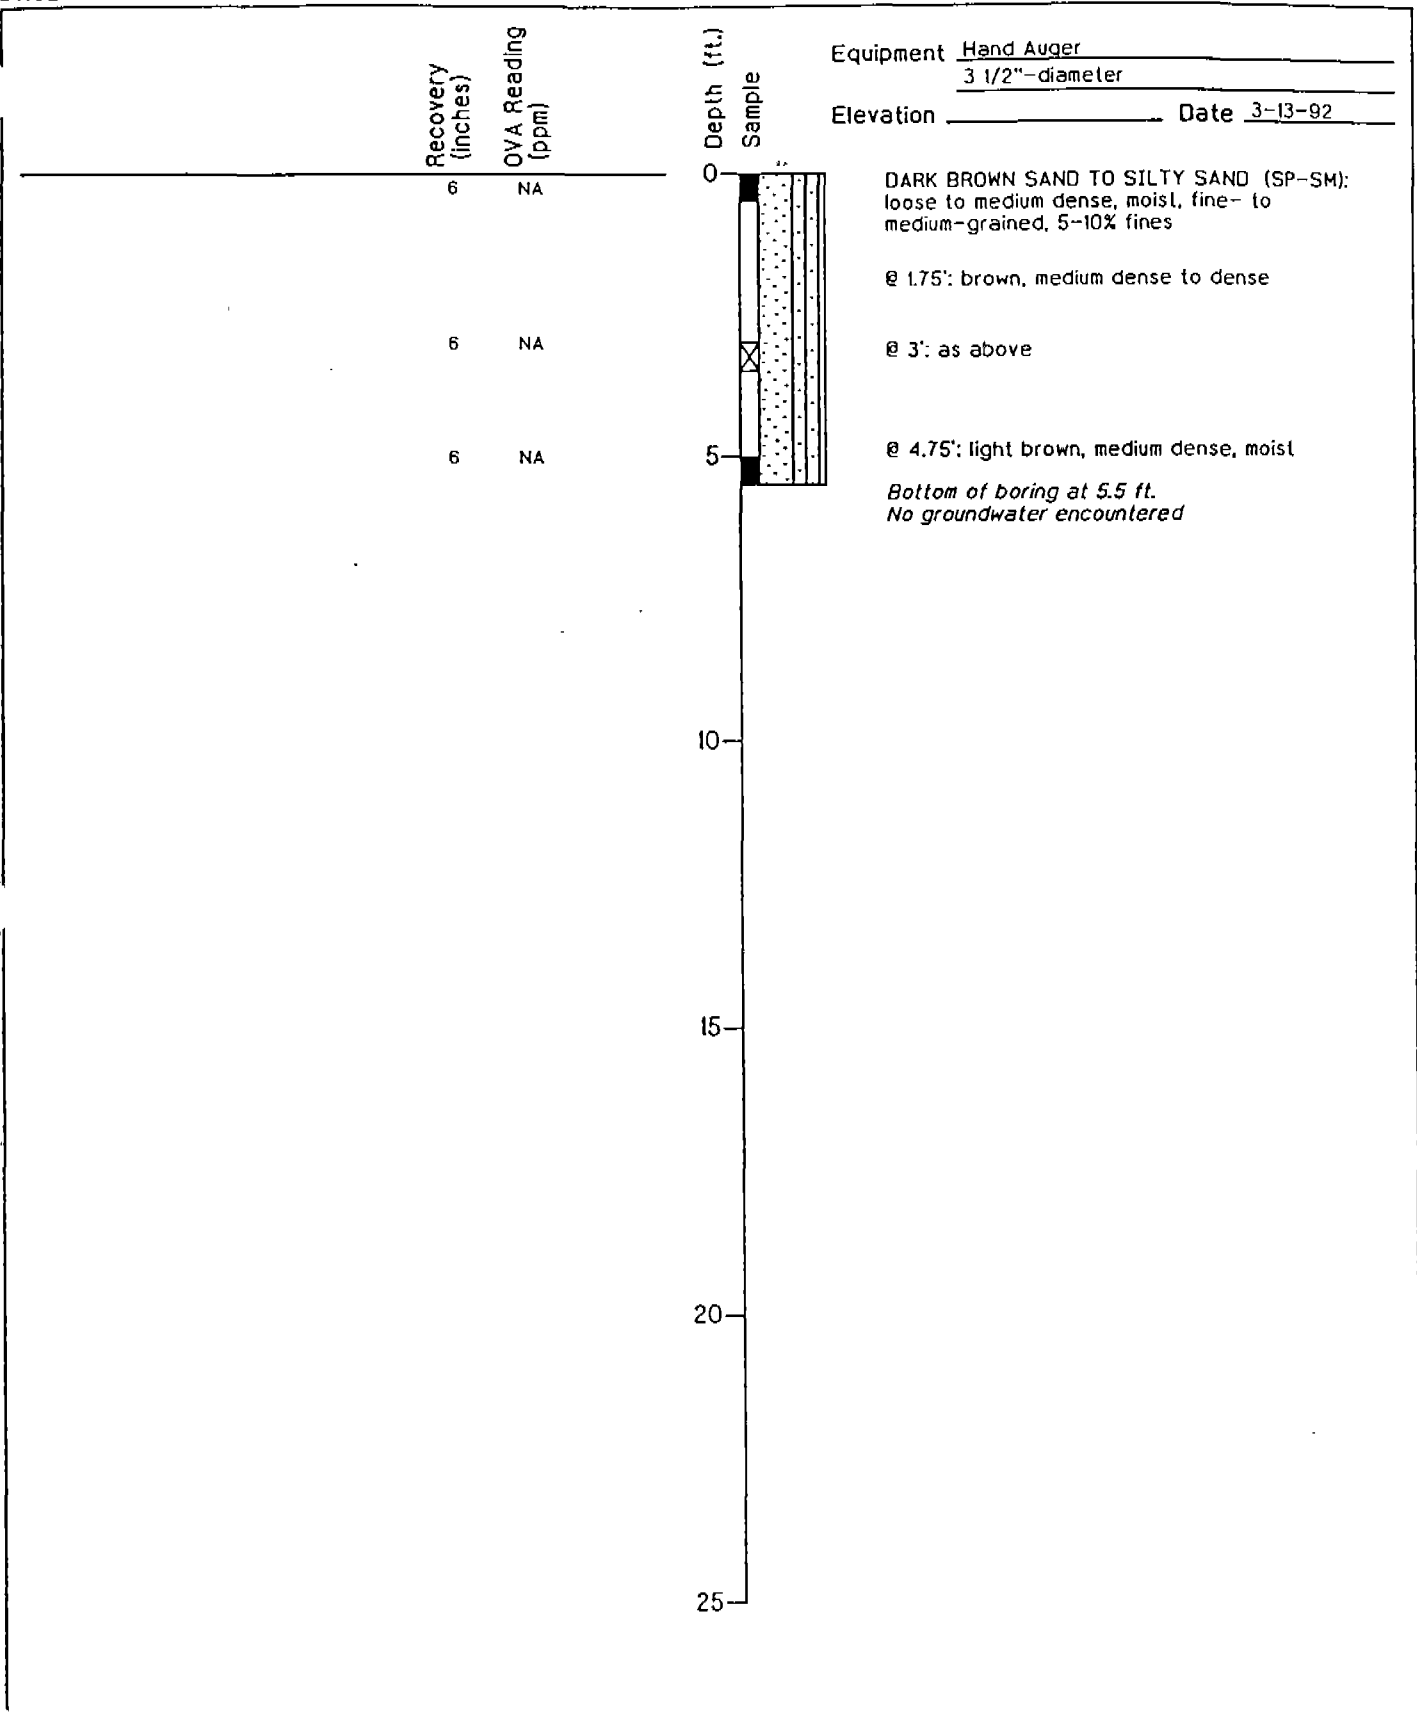 Recovery
(inches)
OVA Reading
(ppm)
Depth (ft.)
Sample
Equipment Hand Auger
3 1/2"-diameter
Elevation Date 3-13-92
0
6 NA
DARK BROWN SAND TO SILTY SAND (SP-SM):
loose to medium dense, moist, fine- to
medium-grained, 5-10% fines
@ 1.75': brown, medium dense to dense
6 NA
@ 3': as above
@ 4.75': light brown, medium dense, moist
6 NA
5
Bottom of boring at 5.5 ft.
No groundwater encountered
10
15
20
25